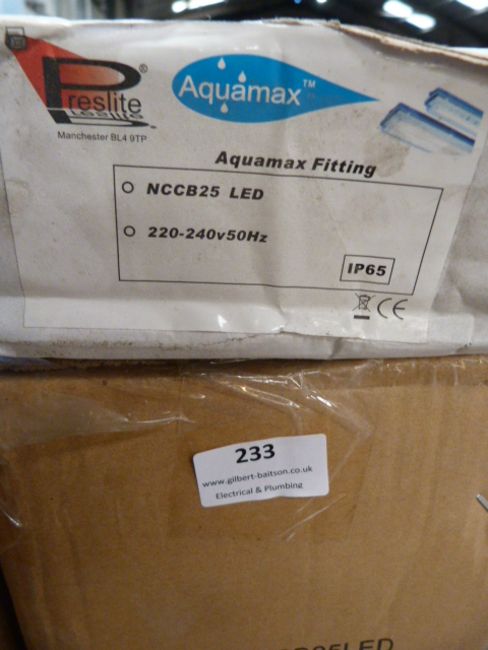 Preslite
®
Manchester BL4 9TP
Aquamax™
Aquamax Fitting
NCCB25 LED
220-240v50Hz
IP65
CE
233
www.gilbert-baitson.co.uk
Electrical & Plumbing